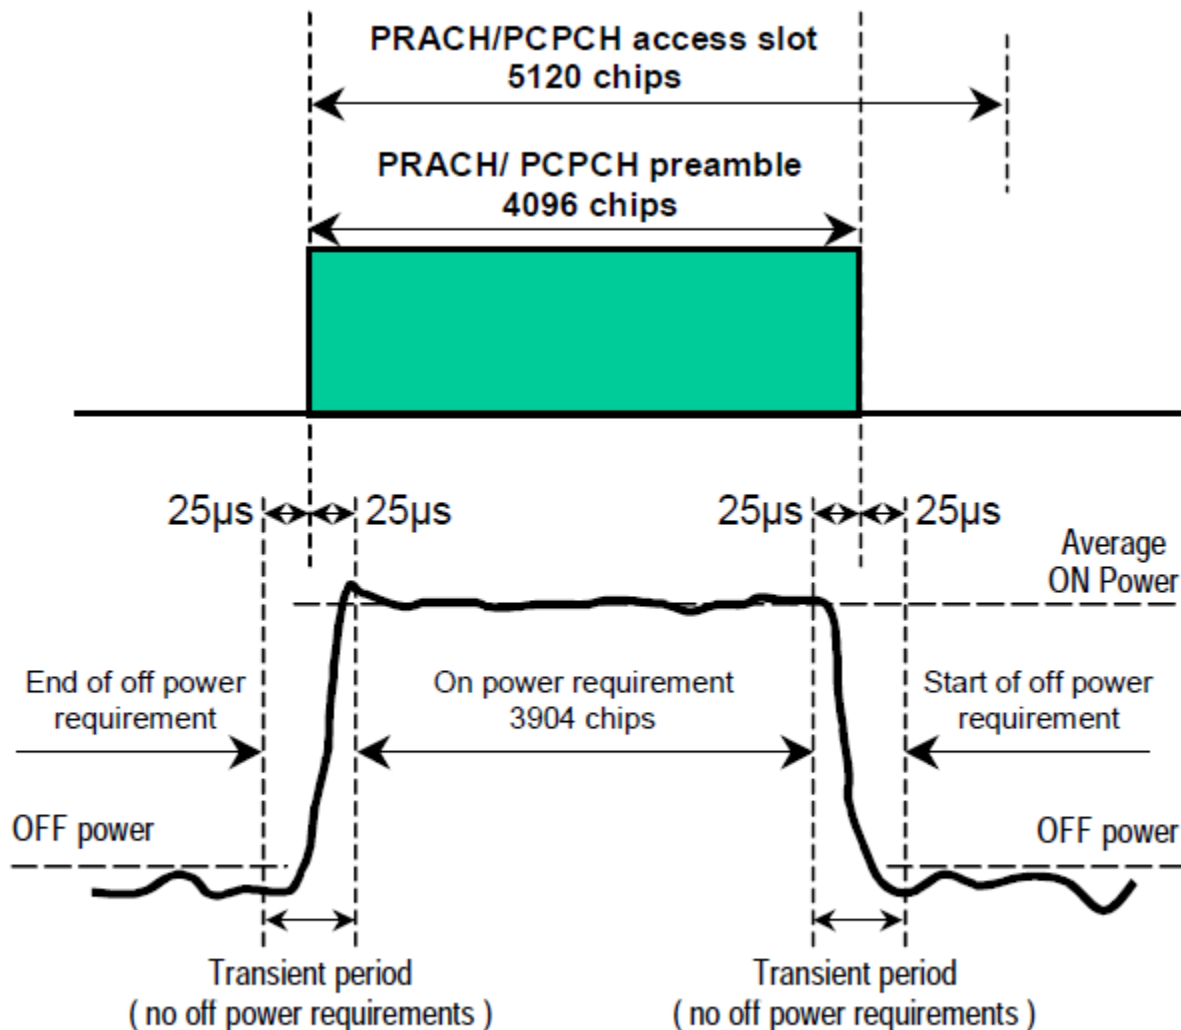 PRACH/PCPCH access slot
5120 chips
PRACH/ PCPCH preamble
4096 chips
25µs
25µs
25µs
25µs
Average
ON Power
End of off power
requirement
On power requirement
3904 chips
Start of off power
requirement
OFF power
OFF power
Transient period
( no off power requirements )
Transient period
( no off power requirements )